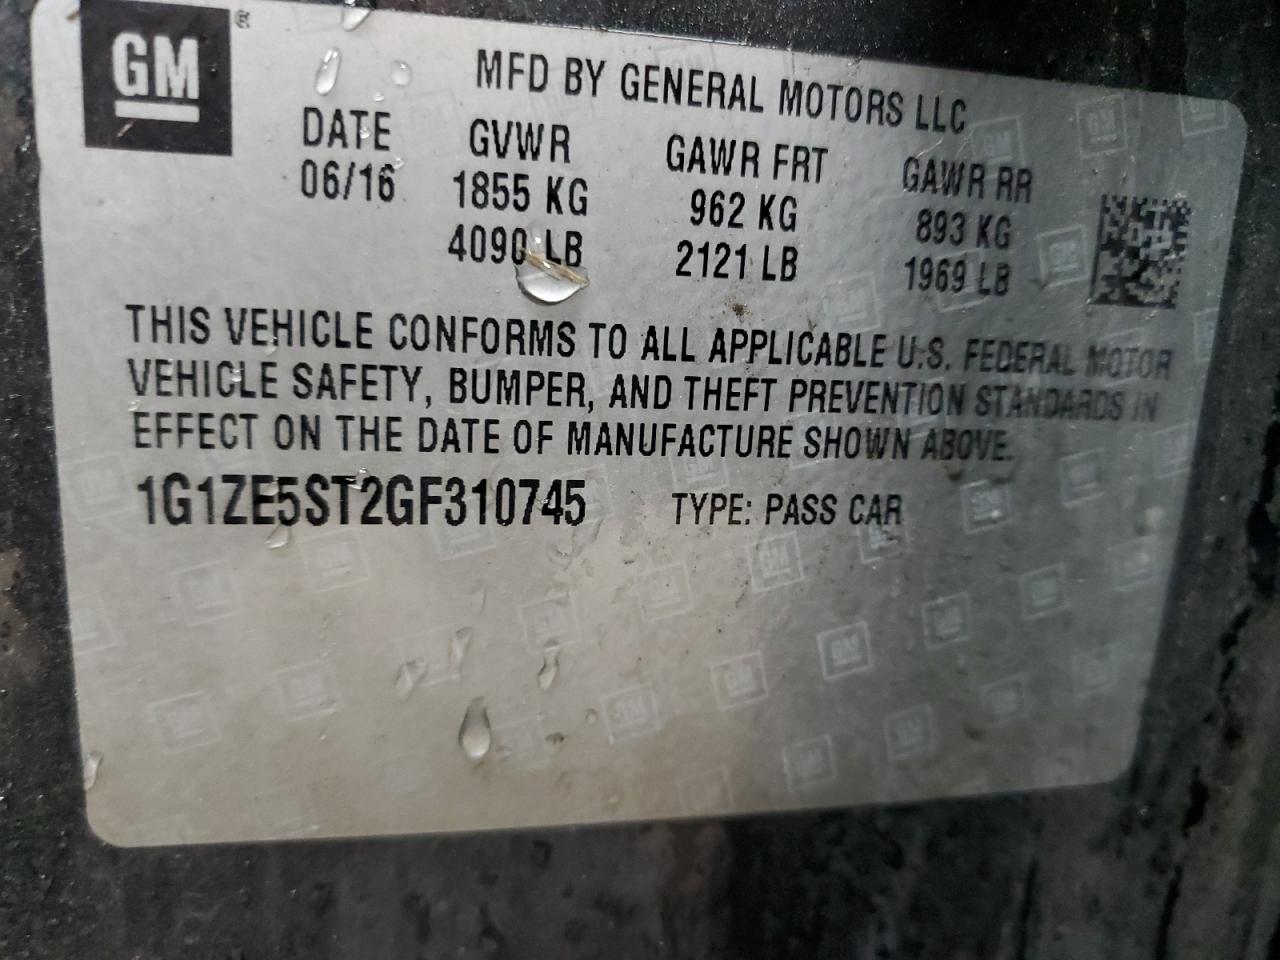 GM®
MFD BY GENERAL MOTORS LLC
DATE GVWR GAWR FRT GAWR RR
06/16 1855 KG 962 KG 893 KG
4090 LB 2121 LB 1969 LB
THIS VEHICLE CONFORMS TO ALL APPLICABLE U.S. FEDERAL MOTOR
VEHICLE SAFETY, BUMPER, AND THEFT PREVENTION STANDARDS IN
EFFECT ON THE DATE OF MANUFACTURE SHOWN ABOVE.
1G1ZE5ST2GF310745 TYPE: PASS CAR